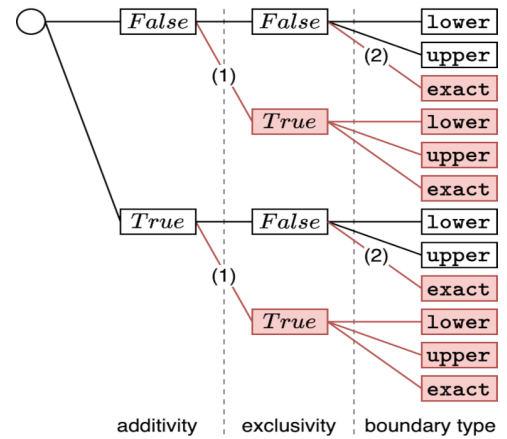 False False lower
upper
(1) (2)
exact
True lower
upper
exact
True False lower
upper
(1) (2)
exact
True lower
upper
exact
additivity exclusivity boundary type